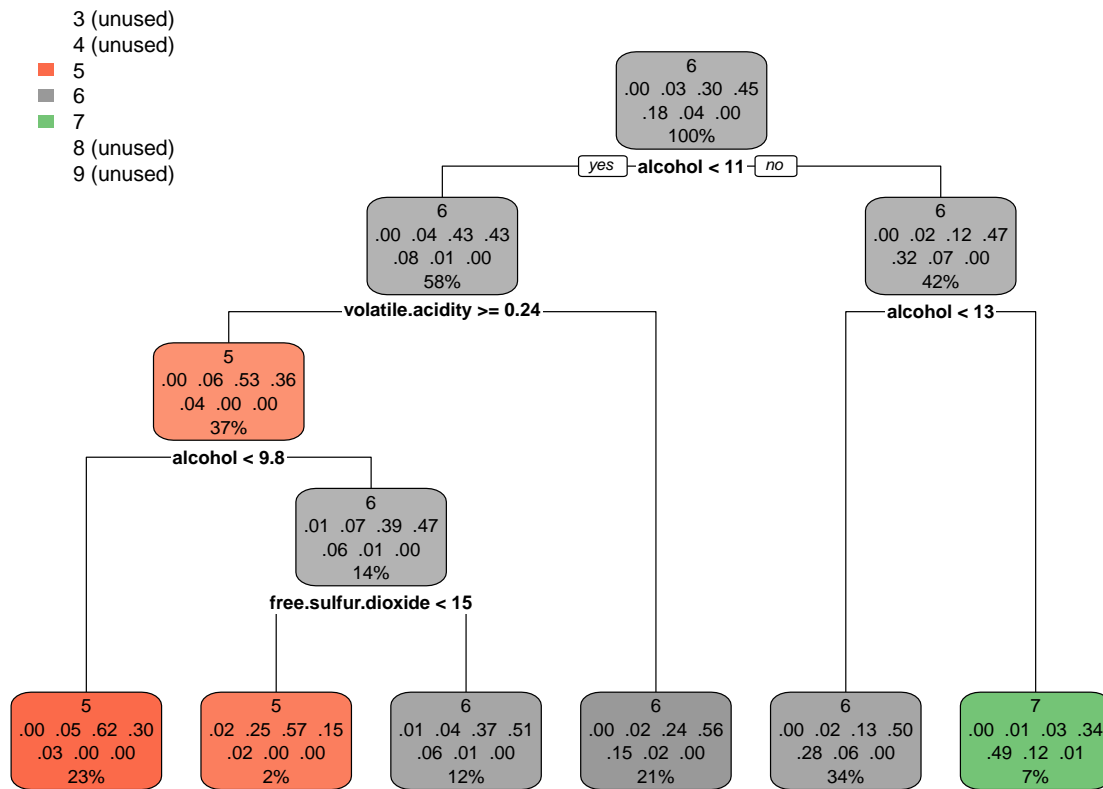 3 (unused)
4 (unused)
5
6
7
8 (unused)
9 (unused)
6
.00 .03 .30 .45
.18 .04 .00
100%
yes alcohol < 11 no
6
.00 .04 .43 .43
.08 .01 .00
58%
6
.00 .02 .12 .47
.32 .07 .00
42%
volatile.acidity >= 0.24
alcohol < 13
5
.00 .06 .53 .36
.04 .00 .00
37%
alcohol < 9.8
6
.01 .07 .39 .47
.06 .01 .00
14%
free.sulfur.dioxide < 15
5
.00 .05 .62 .30
.03 .00 .00
23%
5
.02 .25 .57 .15
.02 .00 .00
2%
6
.01 .04 .37 .51
.06 .01 .00
12%
6
.00 .02 .24 .56
.15 .02 .00
21%
6
.00 .02 .13 .50
.28 .06 .00
34%
7
.00 .01 .03 .34
.49 .12 .01
7%